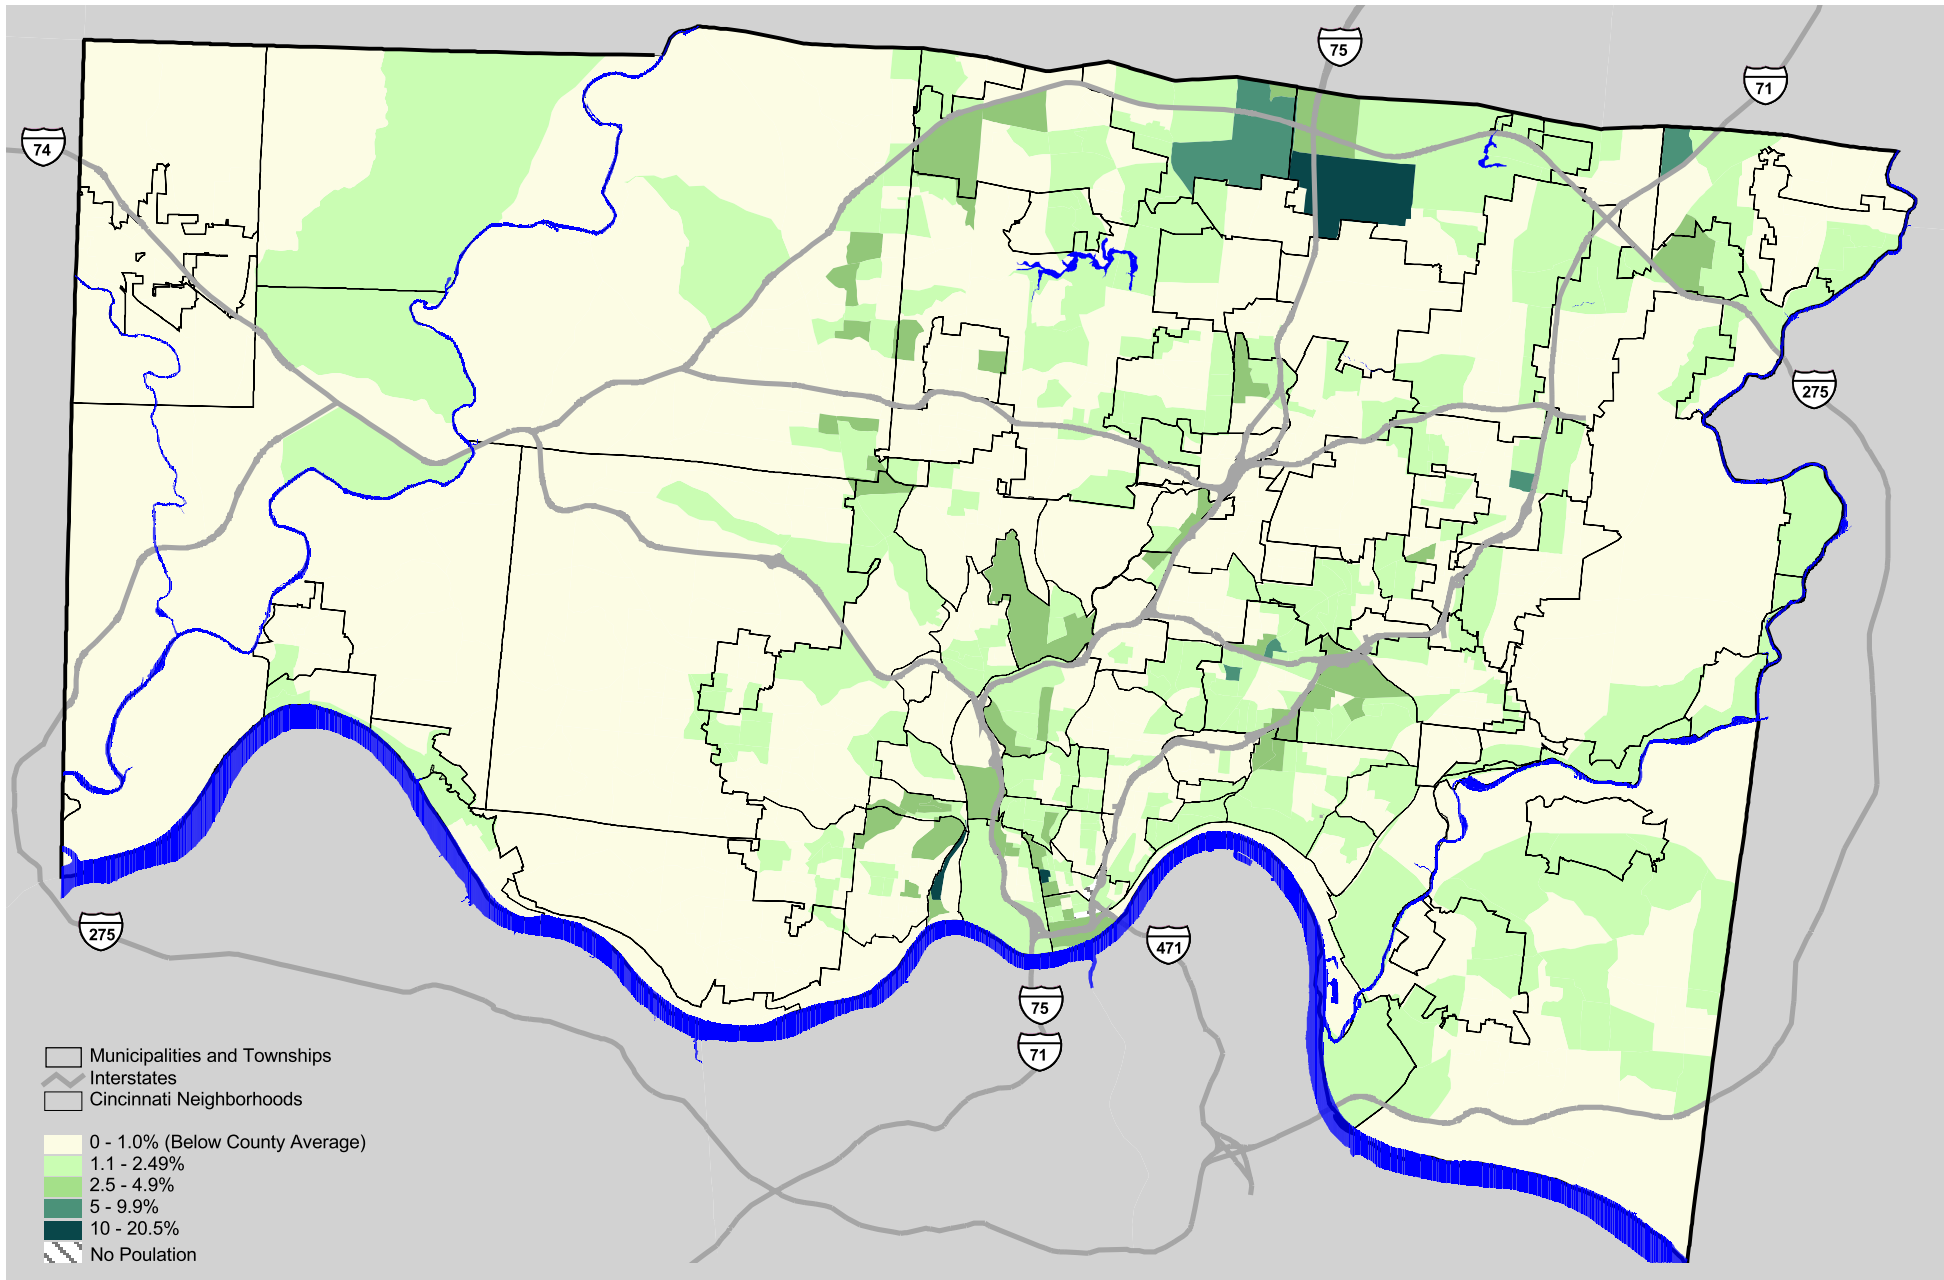 75
71
74
275
275
471
75
71
Municipalities and Townships
Interstates
Cincinnati Neighborhoods
0 - 1.0% (Below County Average)
1.1 - 2.49%
2.5 - 4.9%
5 - 9.9%
10 - 20.5%
No Poulation